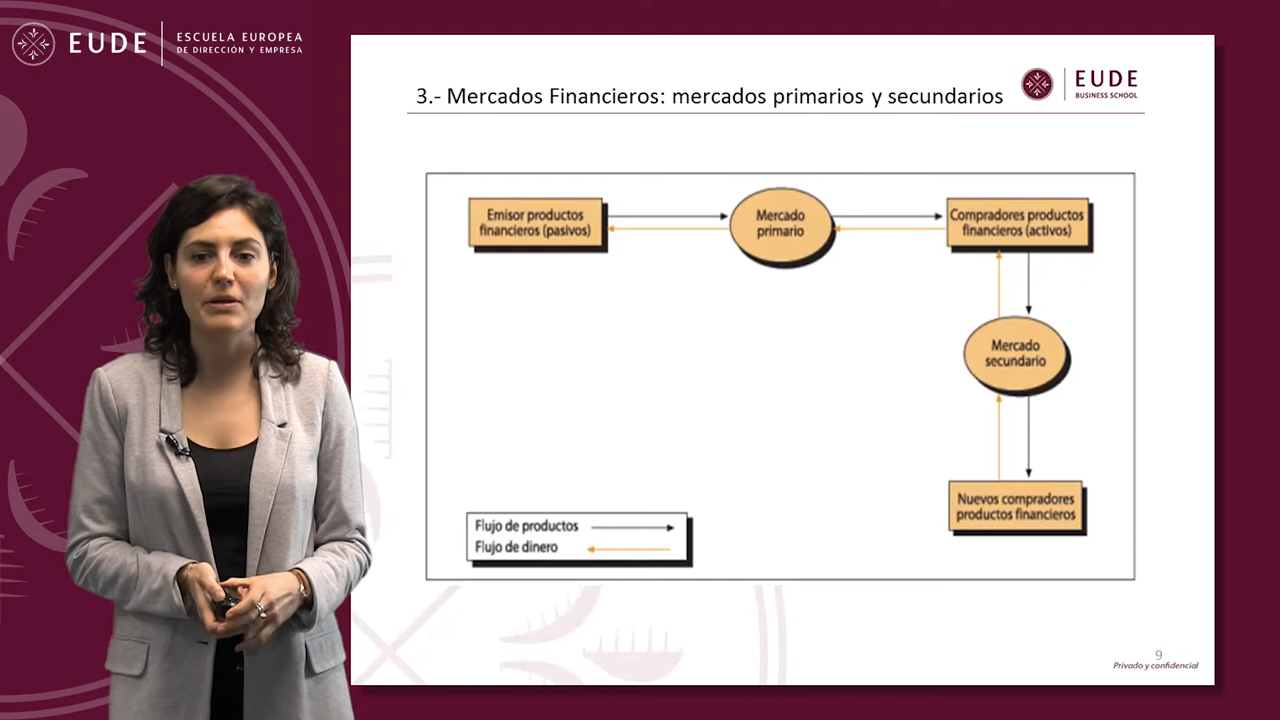 EUDE
ESCUELA EUROPEA
DE DIRECCIÓN Y EMPRESA
3.- Mercados Financieros: mercados primarios y secundarios
EUDE
BUSINESS SCHOOL
Emisor productos
financieros (pasivos)
Mercado
primario
Compradores productos
financieros (activos)
Mercado
secundario
Nuevos compradores
productos financieros
Flujo de productos
Flujo de dinero
9
Privado y confidencial